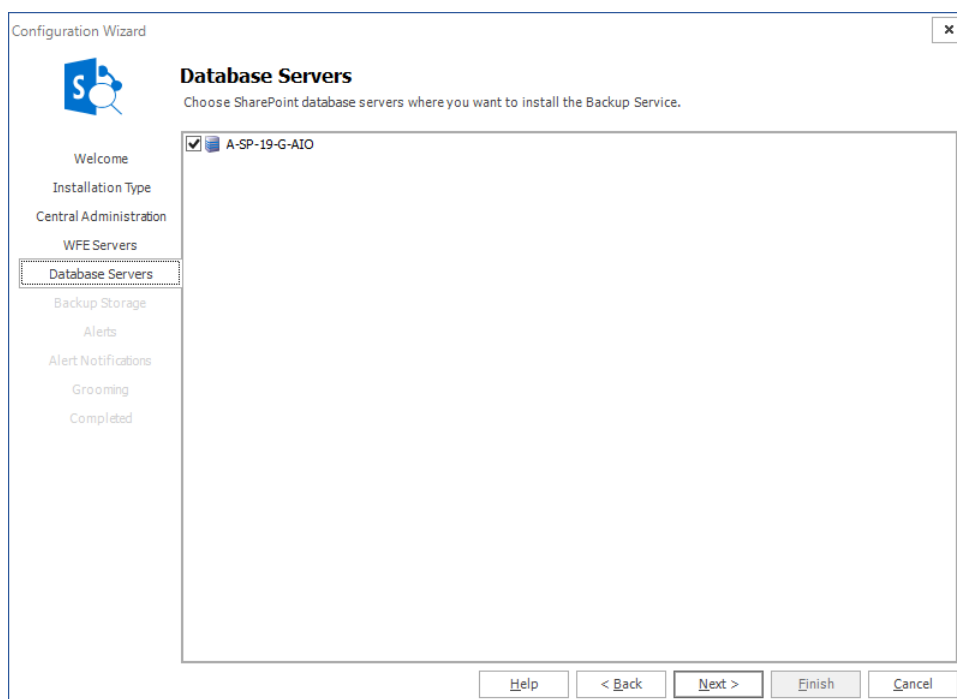 Configuration Wizard
S
Database Servers
Choose SharePoint database servers where you want to install the Backup Service.
A-SP-19-G-AIO
Welcome
Installation Type
Central Administration
WFE Servers
Database Servers
Backup Storage
Alerts
Alert Notifications
Grooming
Completed
Help
< Back
Next >
Finish
Cancel